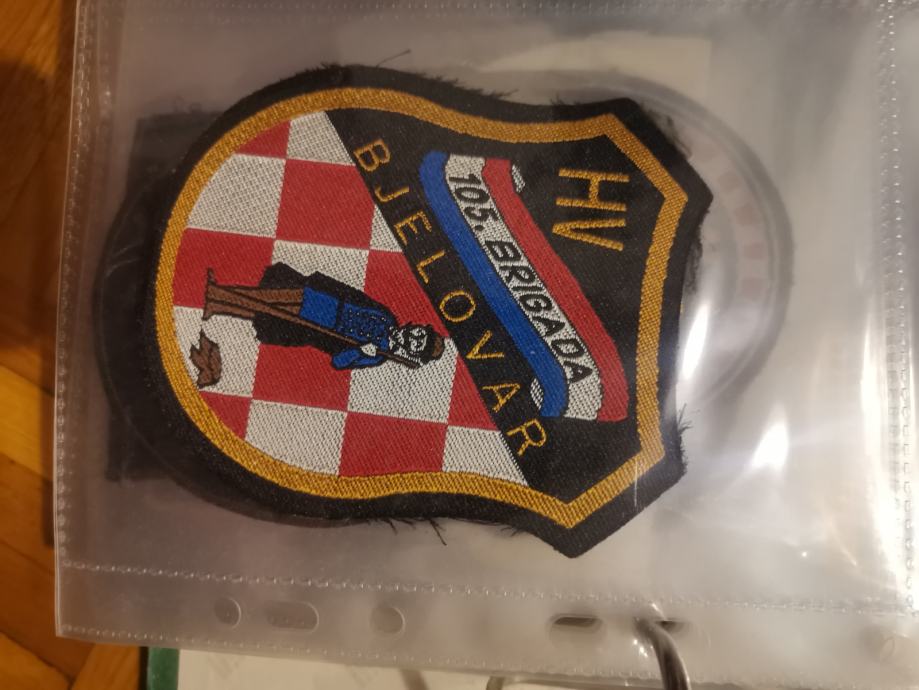 HV
105. BRIGADA
BJELOVAR